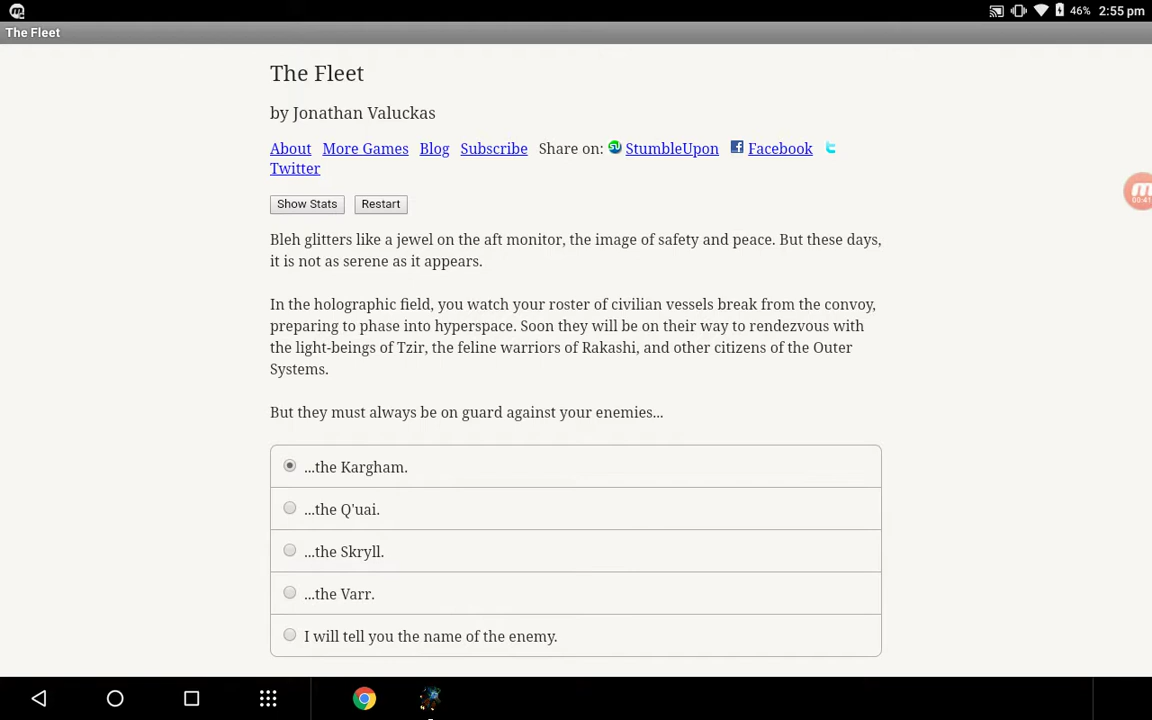 46% 2:55 pm
The Fleet
The Fleet
by Jonathan Valuckas
About More Games Blog Subscribe Share on: StumbleUpon Facebook
Twitter
Show Stats Restart
Bleh glitters like a jewel on the aft monitor, the image of safety and peace. But these days,
it is not as serene as it appears.
In the holographic field, you watch your roster of civilian vessels break from the convoy,
preparing to phase into hyperspace. Soon they will be on their way to rendezvous with
the light-beings of Tzir, the feline warriors of Rakashi, and other citizens of the Outer
Systems.
But they must always be on guard against your enemies...
...the Kargham.
...the Q'uai.
...the Skryll.
...the Varr.
I will tell you the name of the enemy.